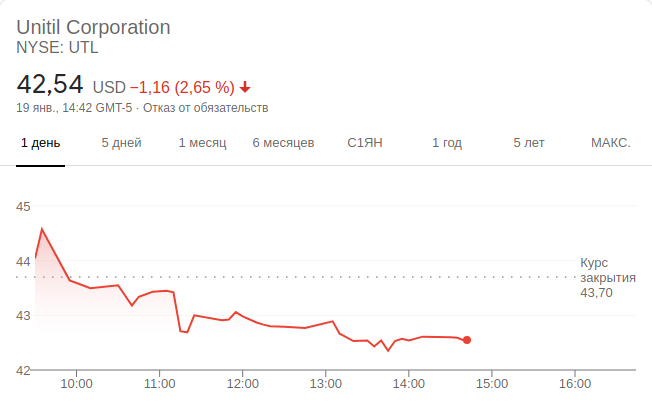 Unitil Corporation
NYSE: UTL
42,54 USD −1,16 (2,65 %)
19 янв., 14:42 GMT-5 · Отказ от обязательств
1 день 5 дней 1 месяц 6 месяцев С1ЯН 1 год 5 лет МАКС.
45
44
43
42
Курс
закрытия
43,70
10:00 11:00 12:00 13:00 14:00 15:00 16:00